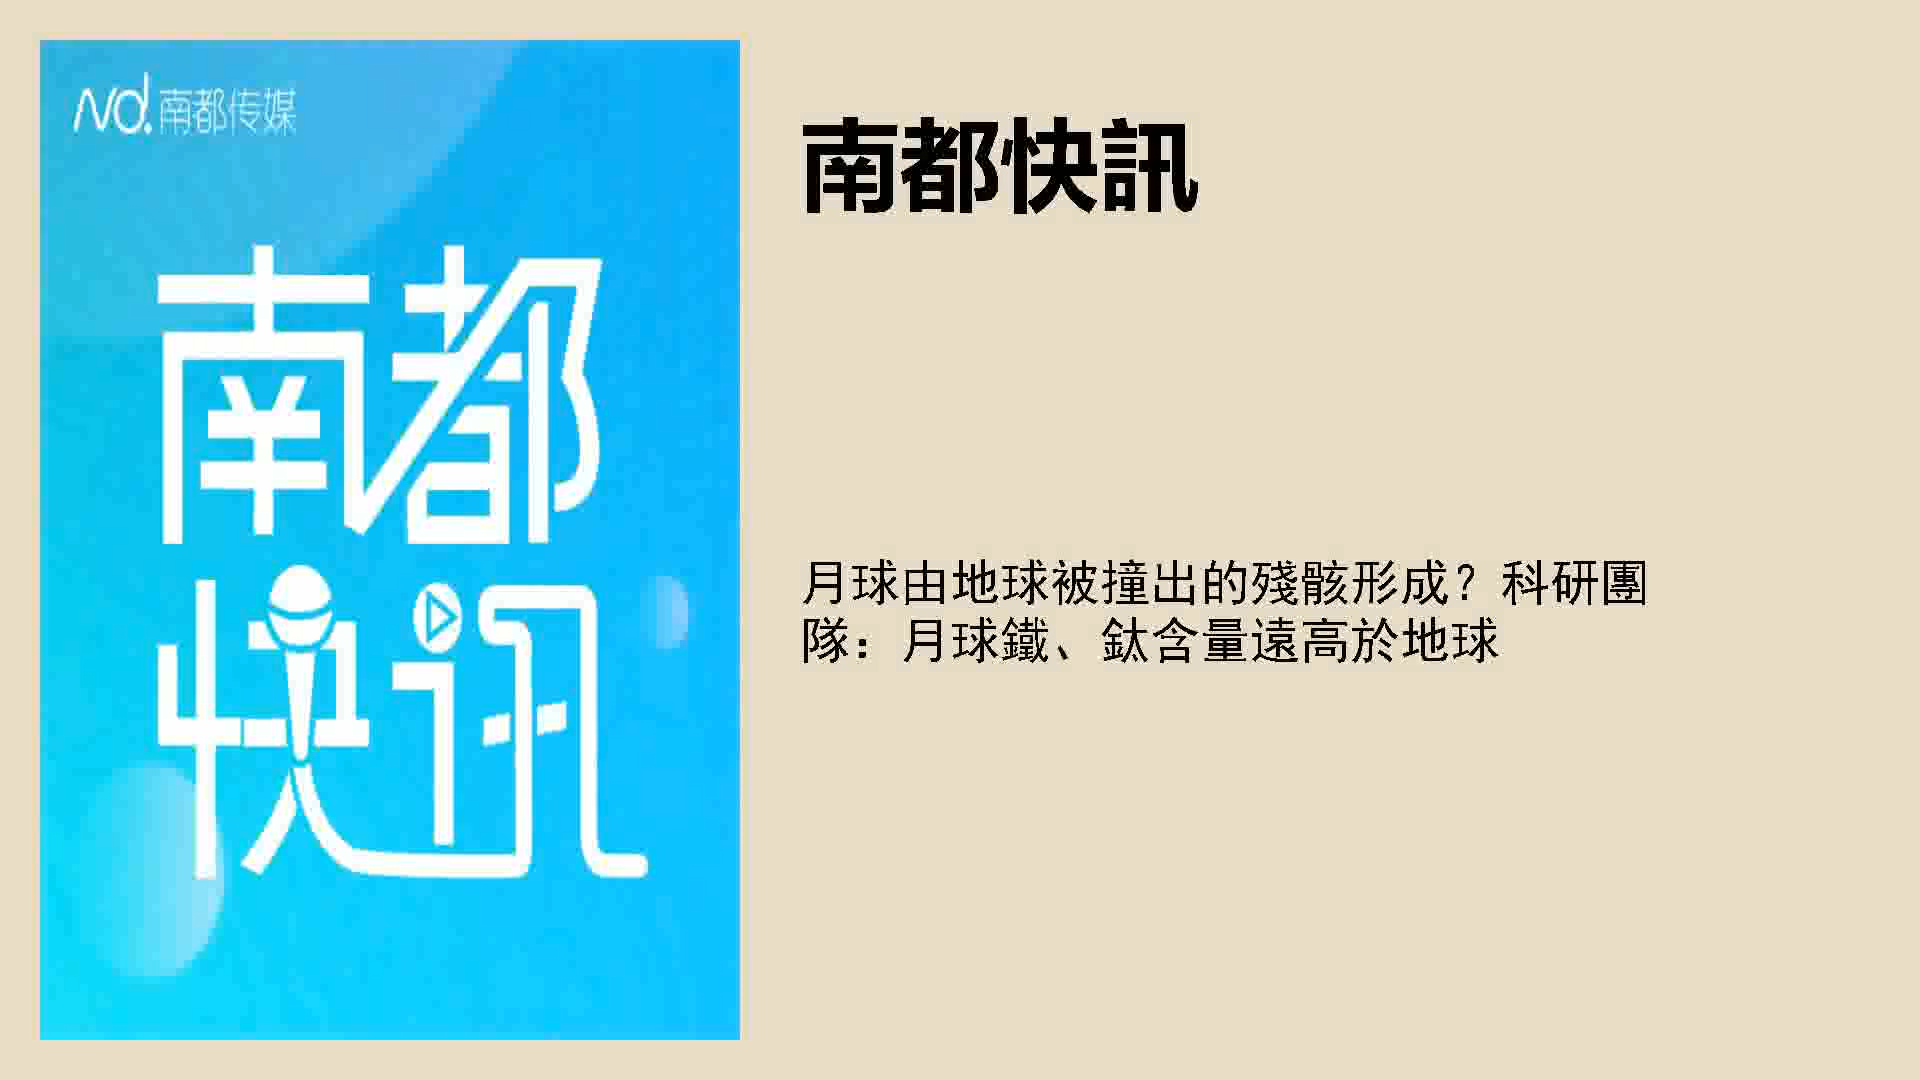 Nd.南都传媒
南都
快讯
南都快訊
月球由地球被撞出的殘骸形成？科研團
隊：月球鐵、鈦含量遠高於地球